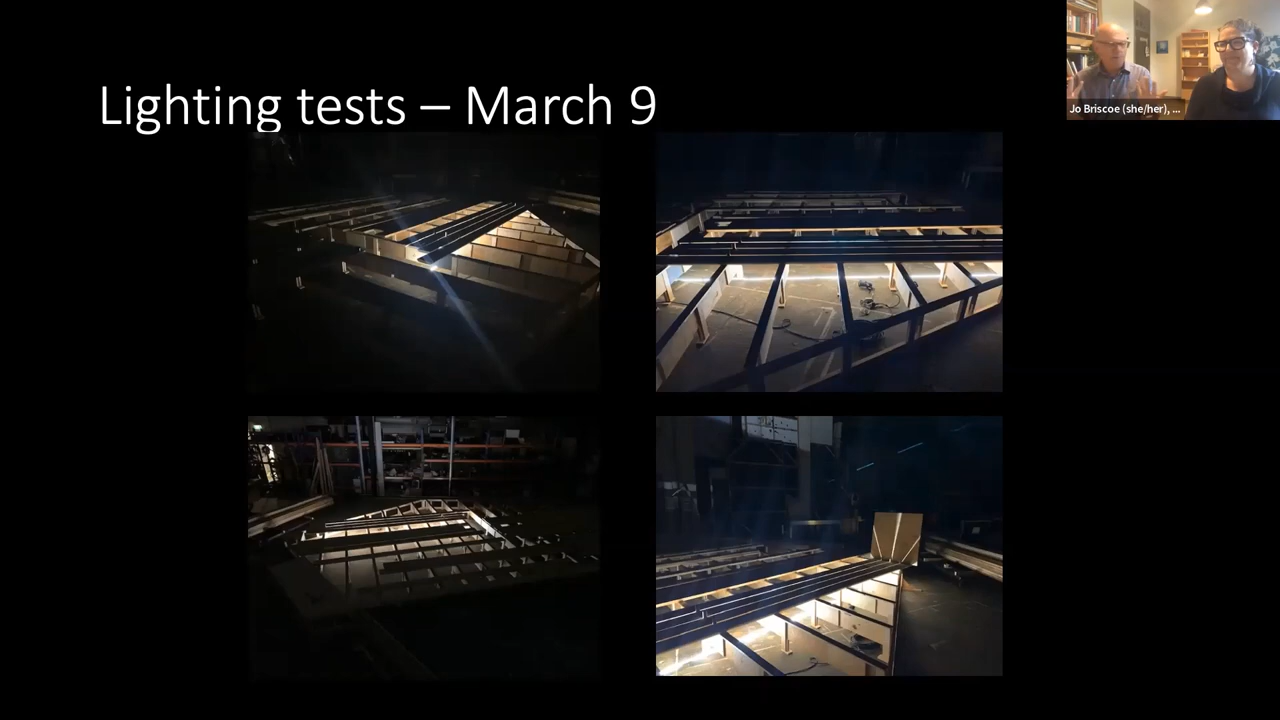 Lighting tests – March 9
Jo Briscoe (she/her), ...